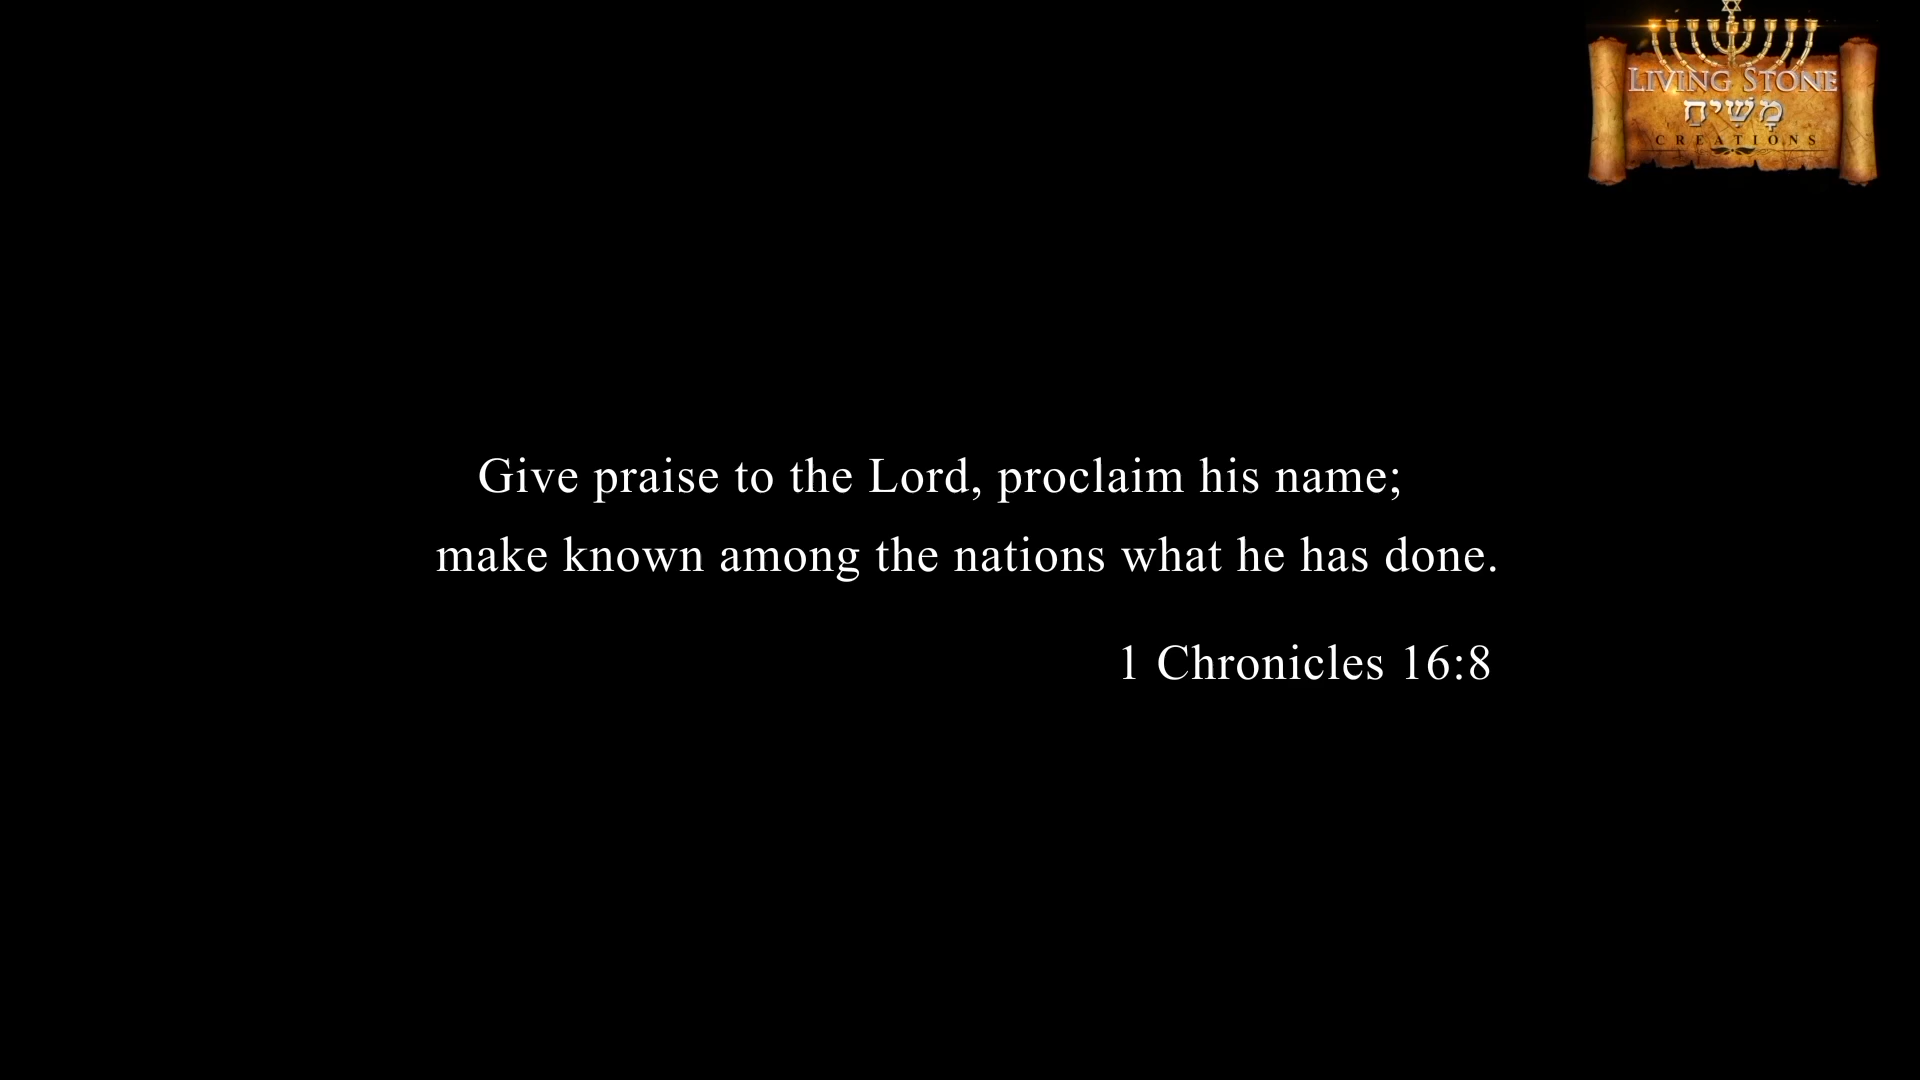 LIVING STONE
מָשִׁיחַ
CREATIONS
Give praise to the Lord, proclaim his name;
make known among the nations what he has done.
1 Chronicles 16:8